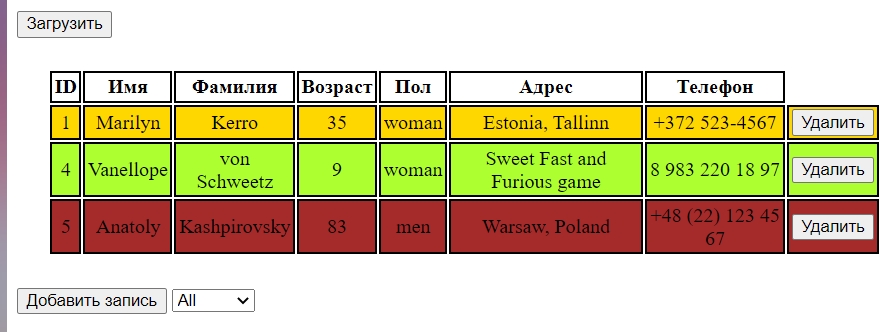 Загрузить
ID Имя Фамилия Возраст Пол Адрес Телефон
1 Marilyn Kerro 35 woman Estonia, Tallinn +372 523-4567 Удалить
4 Vanellope von Schweetz 9 woman Sweet Fast and Furious game 8 983 220 18 97 Удалить
5 Anatoly Kashpirovsky 83 men Warsaw, Poland +48 (22) 123 45 67 Удалить
Добавить запись All